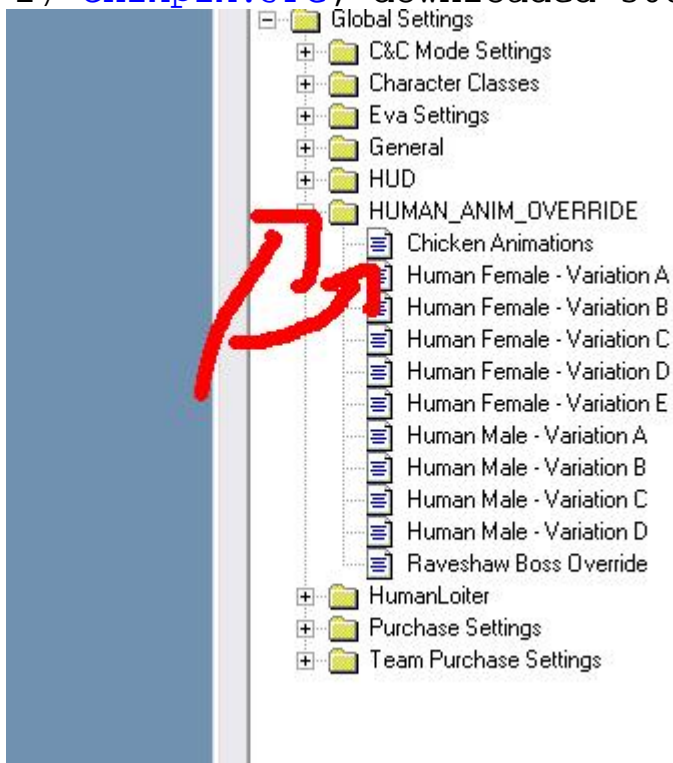 Global Settings
C&C Mode Settings
Character Classes
Eva Settings
General
HUD
HUMAN_ANIM_OVERRIDE
Chicken Animations
Human Female - Variation A
Human Female - Variation B
Human Female - Variation C
Human Female - Variation D
Human Female - Variation E
Human Male - Variation A
Human Male - Variation B
Human Male - Variation C
Human Male - Variation D
Raveshaw Boss Override
HumanLoiter
Purchase Settings
Team Purchase Settings